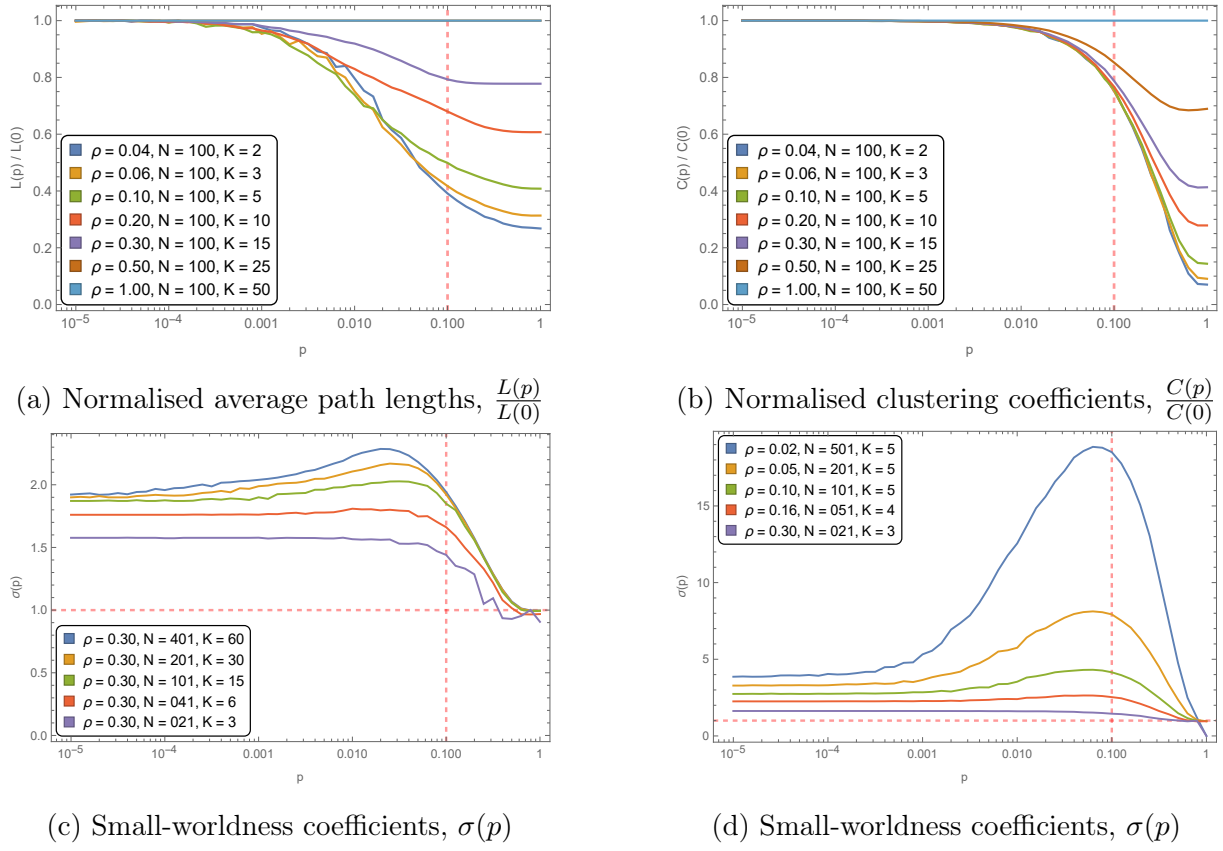 1.0
0.8
0.6
0.4
0.2
0.0
L(p) / L(0)
ρ = 0.04, N = 100, K = 2
ρ = 0.06, N = 100, K = 3
ρ = 0.10, N = 100, K = 5
ρ = 0.20, N = 100, K = 10
ρ = 0.30, N = 100, K = 15
ρ = 0.50, N = 100, K = 25
ρ = 1.00, N = 100, K = 50
10⁻⁵ 10⁻⁴ 0.001 0.010 0.100 1
p
(a) Normalised average path lengths, L(p)/L(0)
1.0
0.8
0.6
0.4
0.2
0.0
C(p) / C(0)
ρ = 0.04, N = 100, K = 2
ρ = 0.06, N = 100, K = 3
ρ = 0.10, N = 100, K = 5
ρ = 0.20, N = 100, K = 10
ρ = 0.30, N = 100, K = 15
ρ = 0.50, N = 100, K = 25
ρ = 1.00, N = 100, K = 50
10⁻⁵ 10⁻⁴ 0.001 0.010 0.100 1
p
(b) Normalised clustering coefficients, C(p)/C(0)
2.0
1.5
1.0
0.5
0.0
σ(p)
ρ = 0.30, N = 401, K = 60
ρ = 0.30, N = 201, K = 30
ρ = 0.30, N = 101, K = 15
ρ = 0.30, N = 041, K = 6
ρ = 0.30, N = 021, K = 3
10⁻⁵ 10⁻⁴ 0.001 0.010 0.100 1
p
(c) Small-worldness coefficients, σ(p)
15
10
5
0
σ(p)
ρ = 0.02, N = 501, K = 5
ρ = 0.05, N = 201, K = 5
ρ = 0.10, N = 101, K = 5
ρ = 0.16, N = 051, K = 4
ρ = 0.30, N = 021, K = 3
10⁻⁵ 10⁻⁴ 0.001 0.010 0.100 1
p
(d) Small-worldness coefficients, σ(p)